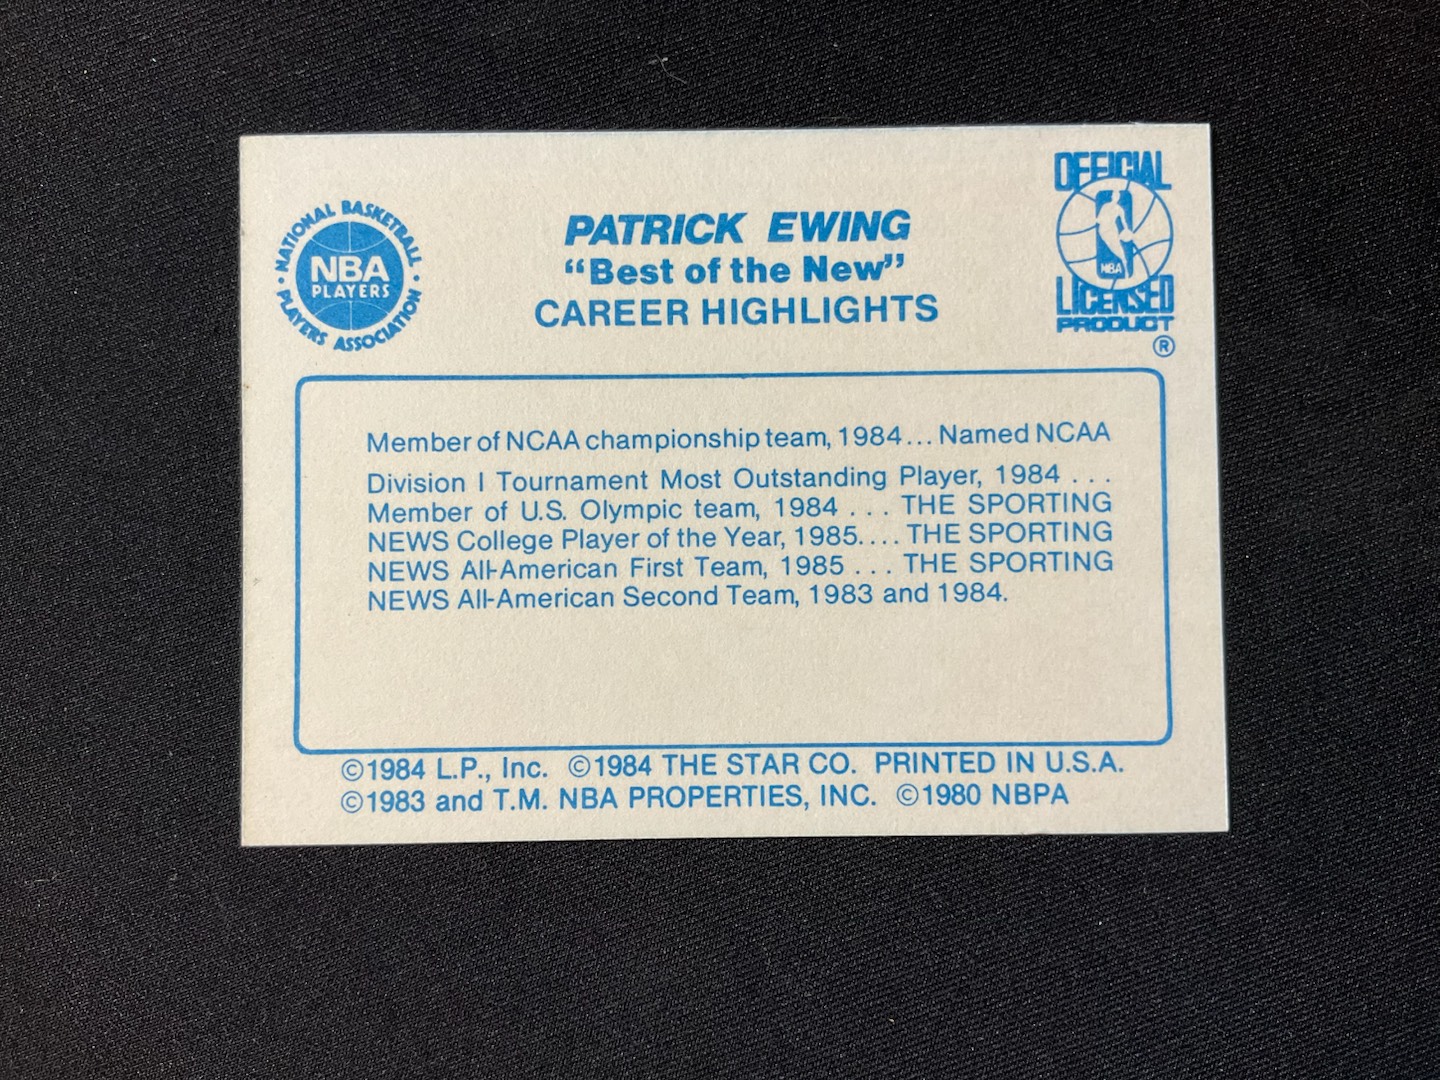 NATIONAL BASKETBALL
PLAYERS ASSOCIATION
NBA
PLAYERS
PATRICK EWING
“Best of the New”
CAREER HIGHLIGHTS
OFFICIAL
NBA
LICENSED
PRODUCT
®
Member of NCAA championship team, 1984... Named NCAA
Division I Tournament Most Outstanding Player, 1984 . . .
Member of U.S. Olympic team, 1984 . . . THE SPORTING
NEWS College Player of the Year, 1985. . . . THE SPORTING
NEWS All-American First Team, 1985 . . . THE SPORTING
NEWS All-American Second Team, 1983 and 1984.
©1984 L.P., Inc. ©1984 THE STAR CO. PRINTED IN U.S.A.
©1983 and T.M. NBA PROPERTIES, INC. ©1980 NBPA